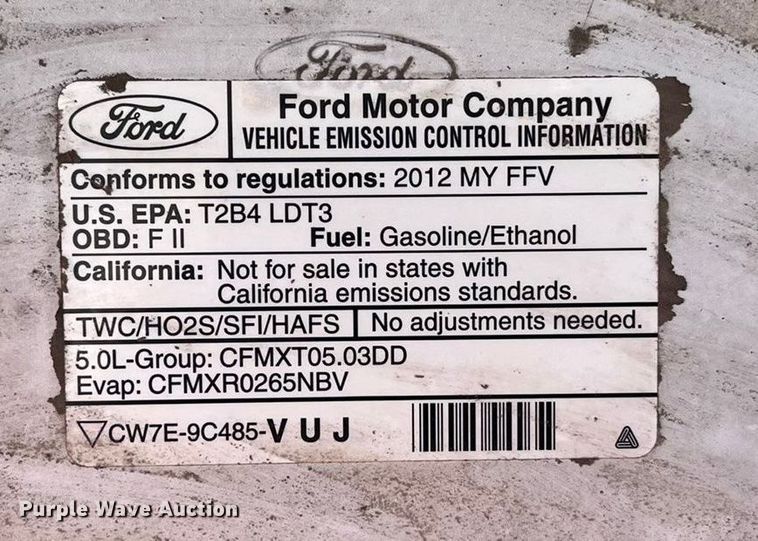 Ford
Ford
Ford Motor Company
VEHICLE EMISSION CONTROL INFORMATION
Conforms to regulations: 2012 MY FFV
U.S. EPA: T2B4 LDT3
OBD: F II Fuel: Gasoline/Ethanol
California: Not for sale in states with
California emissions standards.
TWC/HO2S/SFI/HAFS No adjustments needed.
5.0L-Group: CFMXT05.03DD
Evap: CFMXR0265NBV
CW7E-9C485-V U J
Purple Wave Auction